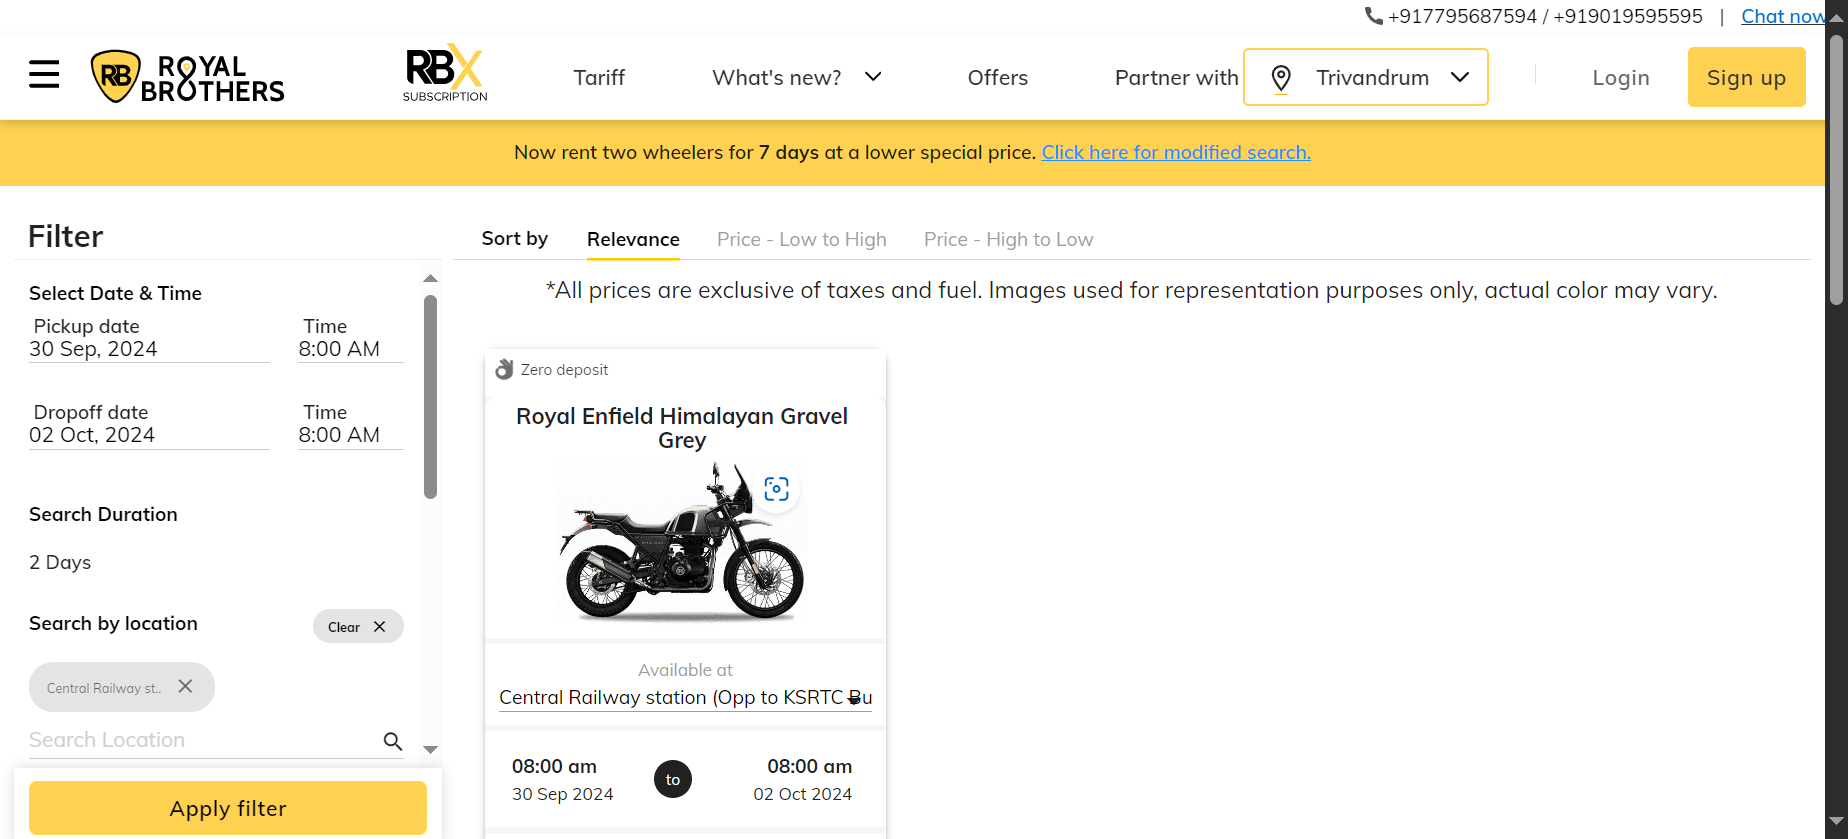 +917795687594 / +919019595595 | Chat now
RB ROYAL BROTHERS
RBX SUBSCRIPTION
Tariff
What's new?
Offers
Partner with
Trivandrum
Login
Sign up
Now rent two wheelers for 7 days at a lower special price. Click here for modified search.
Filter
Select Date & Time
Pickup date Time
30 Sep, 2024 8:00 AM
Dropoff date Time
02 Oct, 2024 8:00 AM
Search Duration
2 Days
Search by location
Clear
Central Railway st..
Search Location
Apply filter
Sort by Relevance Price - Low to High Price - High to Low
*All prices are exclusive of taxes and fuel. Images used for representation purposes only, actual color may vary.
Zero deposit
Royal Enfield Himalayan Gravel
Grey
Available at
Central Railway station (Opp to KSRTC Bu
08:00 am to 08:00 am
30 Sep 2024 02 Oct 2024